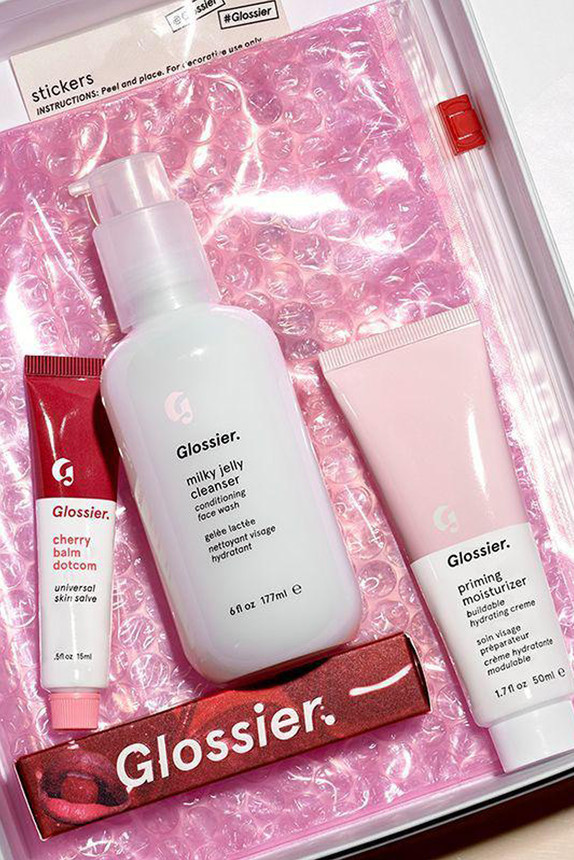 @Glossier
#Glossier
stickers
INSTRUCTIONS: Peel and place. For decorative use only
Glossier.
milky jelly
cleanser
conditioning
face wash
gelée lactée
nettoyant visage
hydratant
6 fl oz 177ml e
Glossier.
cherry
balm
dotcom
universal
skin salve
.5fl oz 15ml
Glossier.
priming
moisturizer
buildable
hydrating creme
soin visage
préparateur
crème hydratante
modulable
1.7 fl oz 50ml e
Glossier.